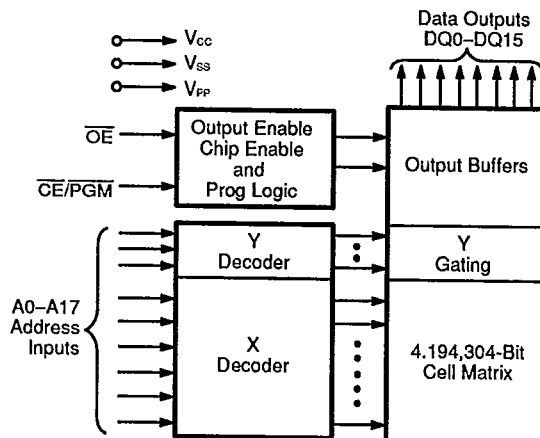 Data Outputs
DQ0–DQ15
VCC
VSS
VPP
OE
CE/PGM
Output Enable
Chip Enable
and
Prog Logic
Output Buffers
Y
Decoder
Y
Gating
A0–A17
Address
Inputs
X
Decoder
4.194,304-Bit
Cell Matrix